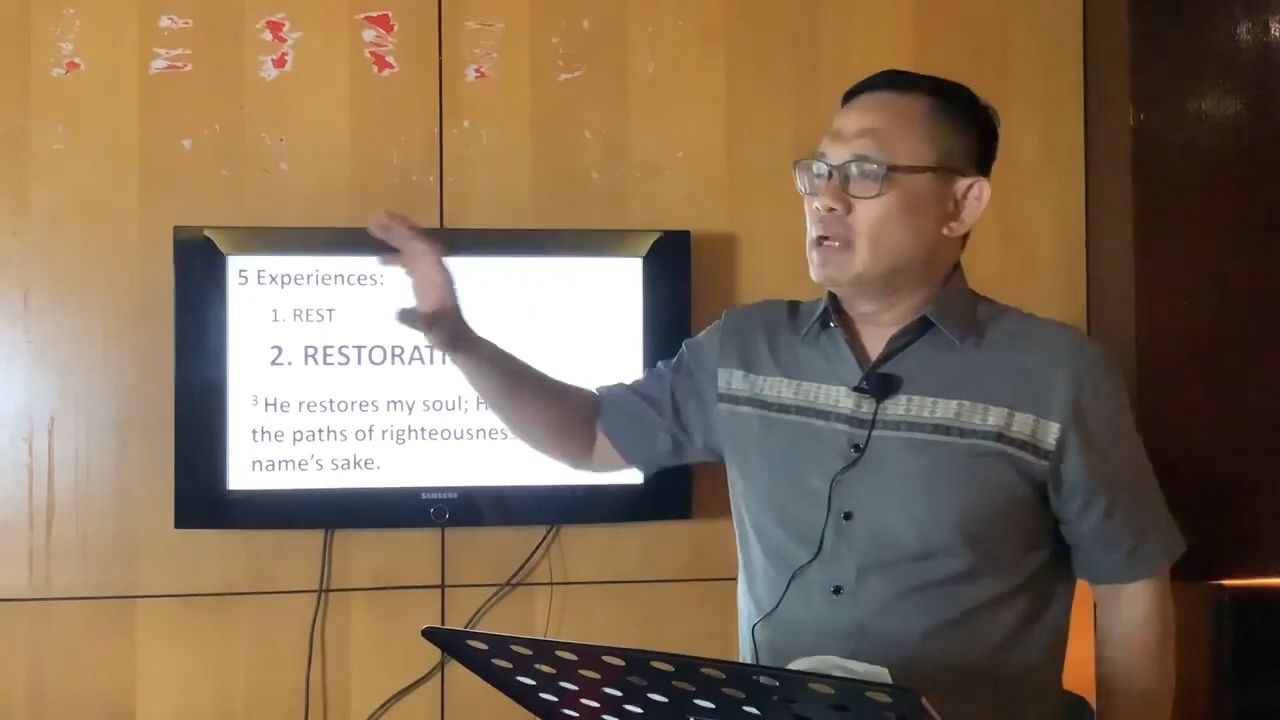 5 Experiences:
1. REST
2. RESTORATI
3 He restores my soul; H
the paths of righteousness
name's sake.
SAMSUNG